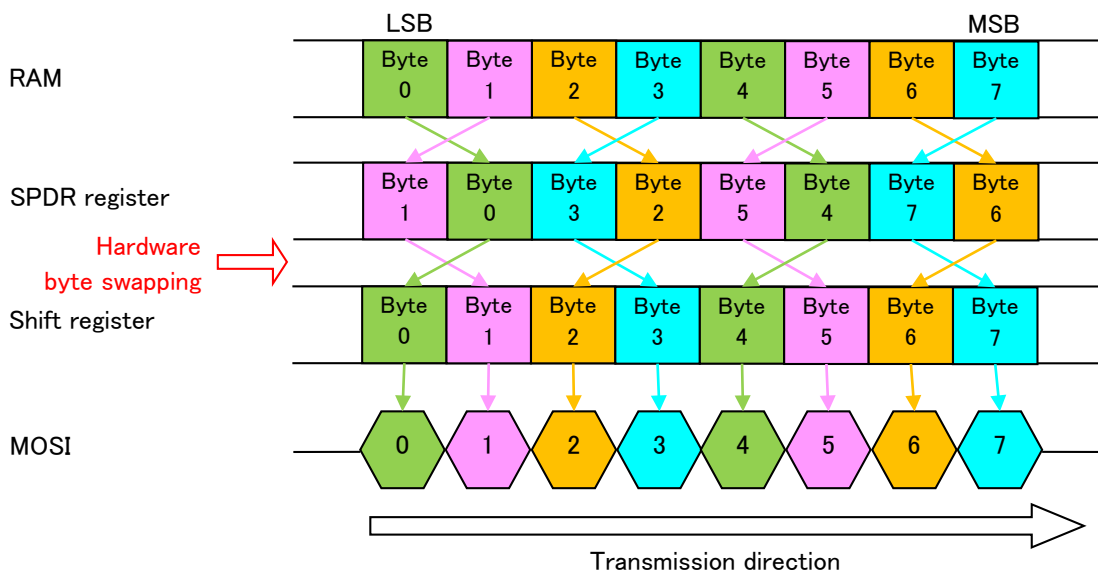 LSB MSB
RAM
Byte Byte Byte Byte Byte Byte Byte Byte
0 1 2 3 4 5 6 7
SPDR register
Byte Byte Byte Byte Byte Byte Byte Byte
1 0 3 2 5 4 7 6
Hardware
byte swapping
Shift register
Byte Byte Byte Byte Byte Byte Byte Byte
0 1 2 3 4 5 6 7
MOSI
0 1 2 3 4 5 6 7
Transmission direction